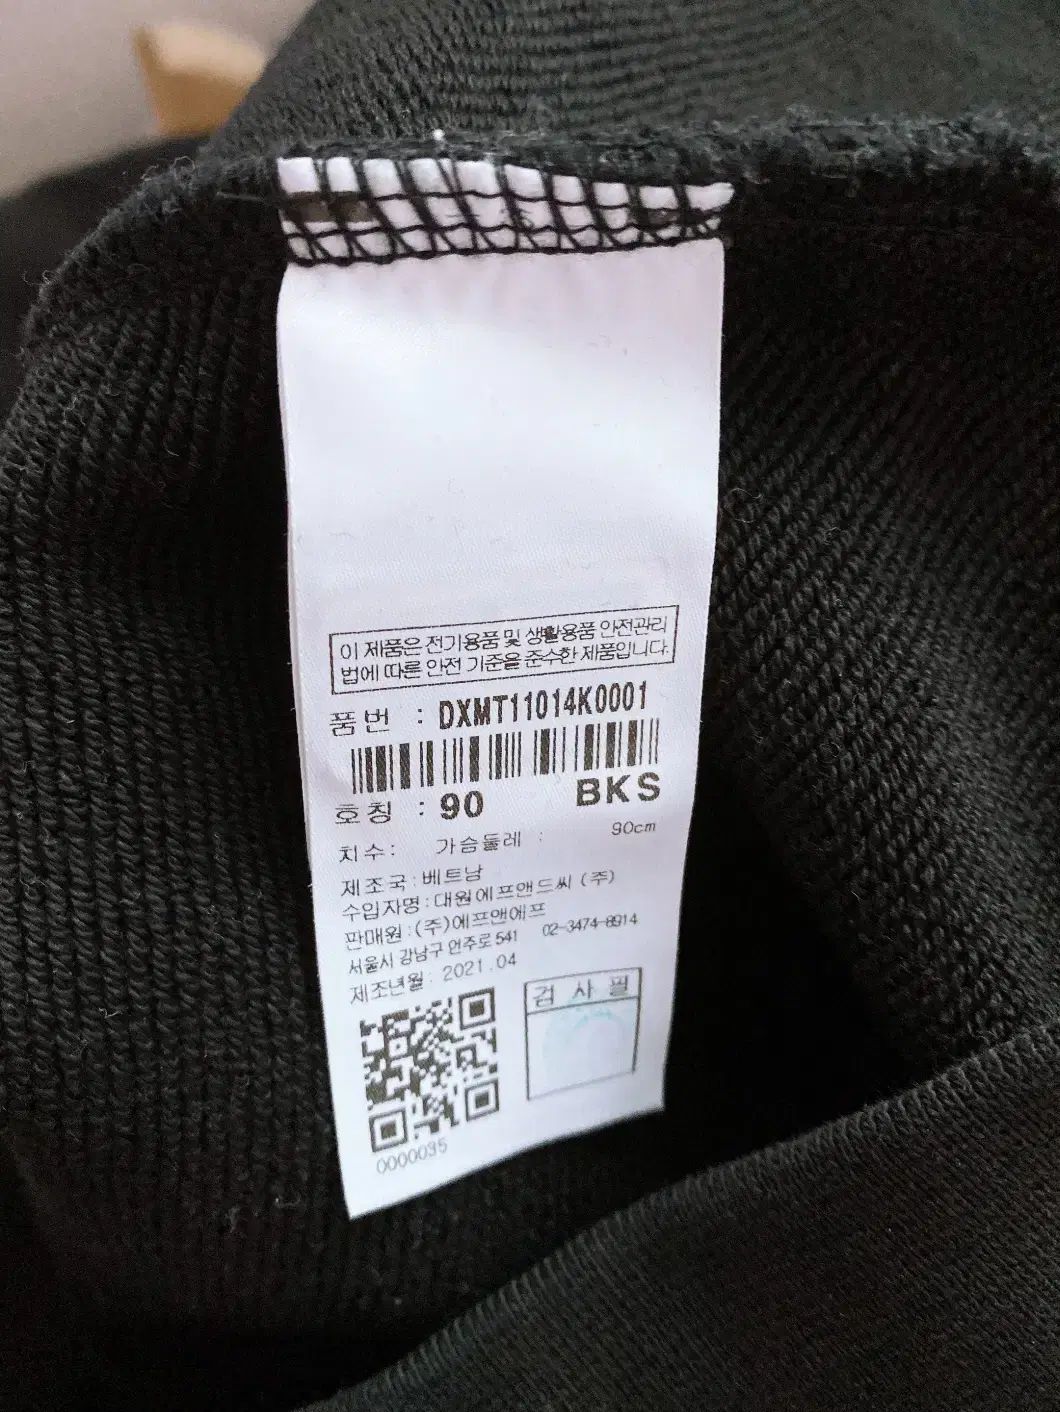 이 제품은 전기용품 및 생활용품 안전관리
법에 따른 안전 기준을 준수한 제품입니다.
품번 : DXMT11014K0001
호칭 : 90 BKS
치수: 가슴둘레 : 90cm
제조국:베트남
수입자명:대원에프앤드씨 (주)
판매원:(주)에프앤에프
서울시 강남구 언주로 541 02-3474-8914
제조년월: 2021.04
검사필
0000035